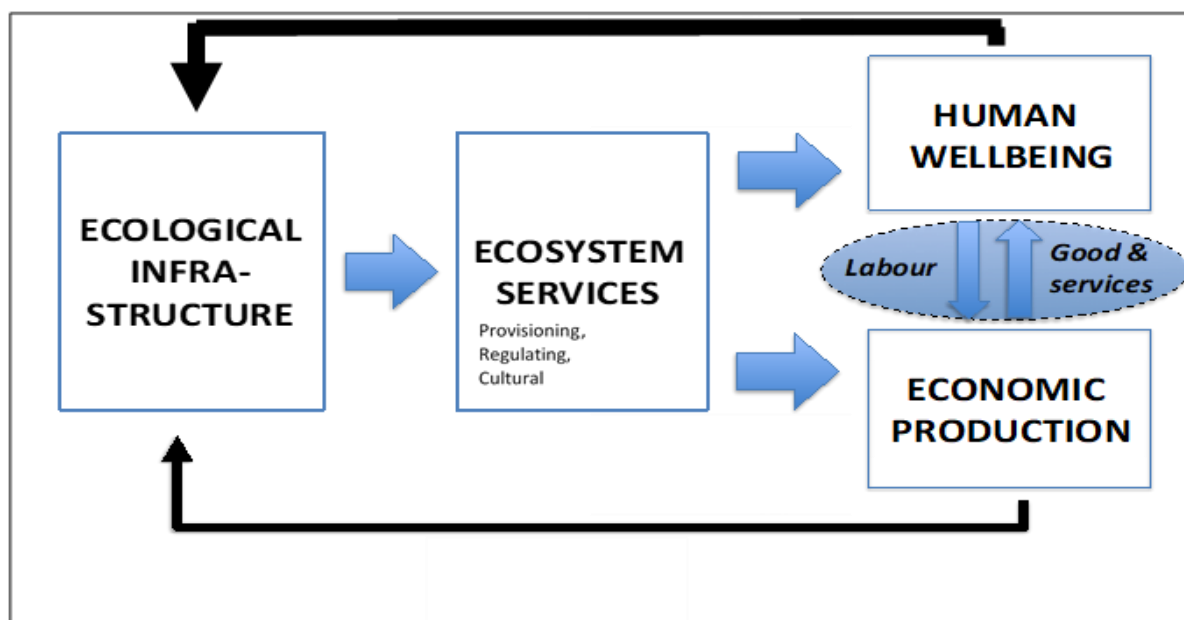 ECOLOGICAL
INFRA-
STRUCTURE
ECOSYSTEM
SERVICES
Provisioning,
Regulating,
Cultural
HUMAN
WELLBEING
Labour
Good &
services
ECONOMIC
PRODUCTION